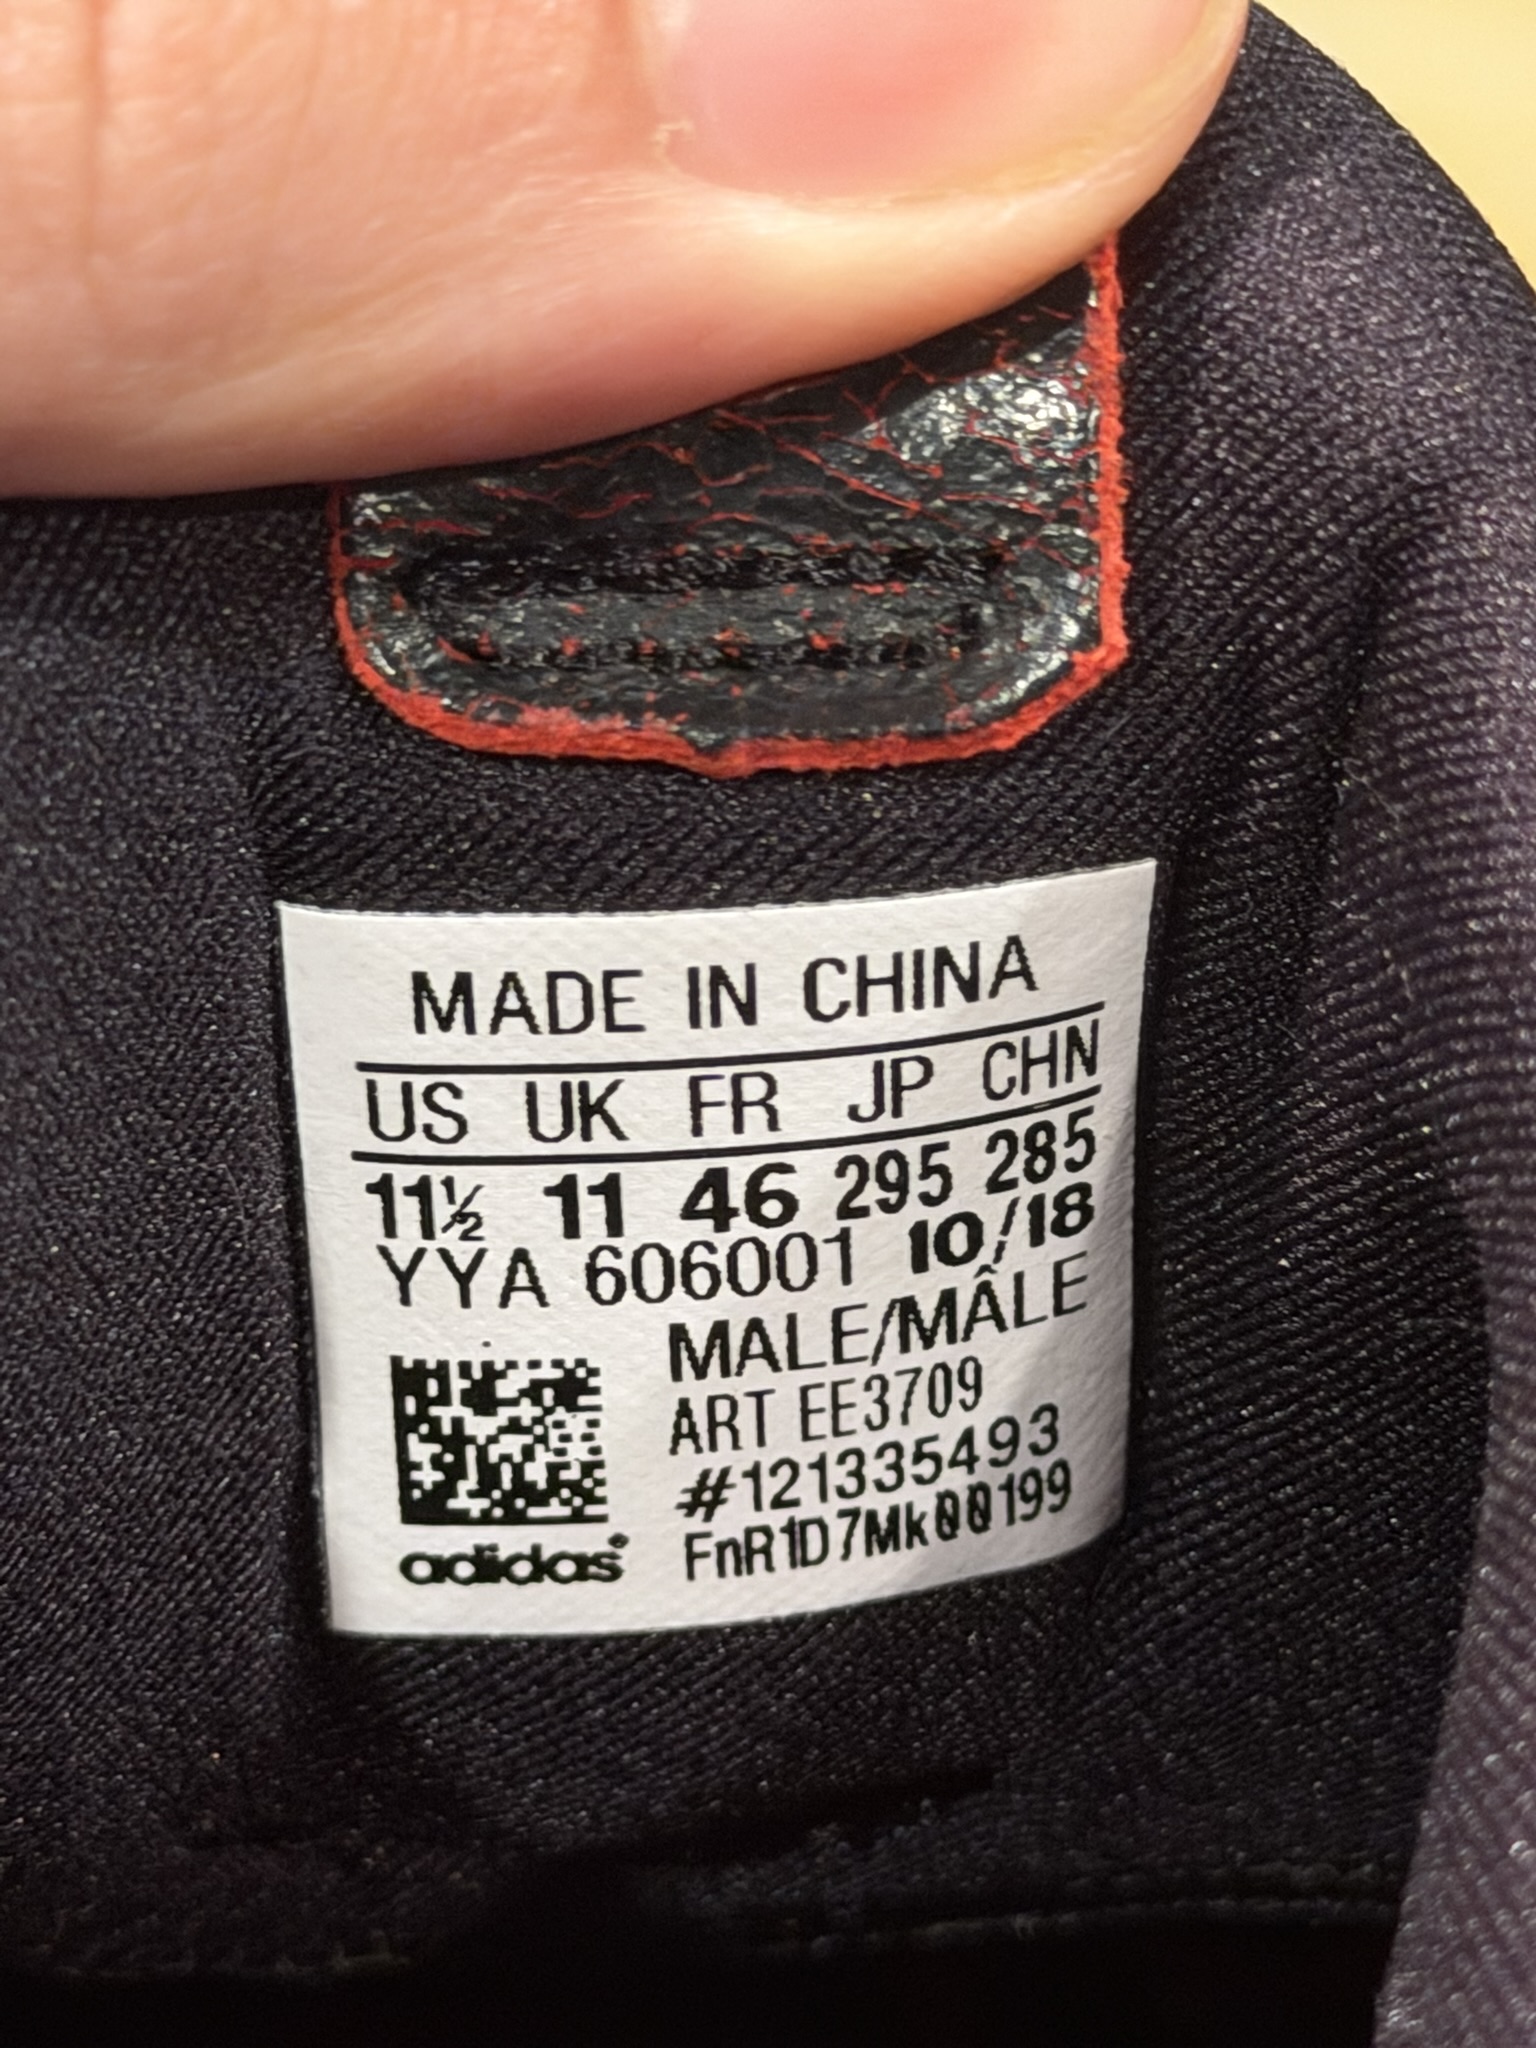 MADE IN CHINA
US UK FR JP CHN
11½ 11 46 295 285
YYA 606001 10/18
MALE/MÂLE
ART EE3709
#121335493
FnR1D7Mk00199
adidas